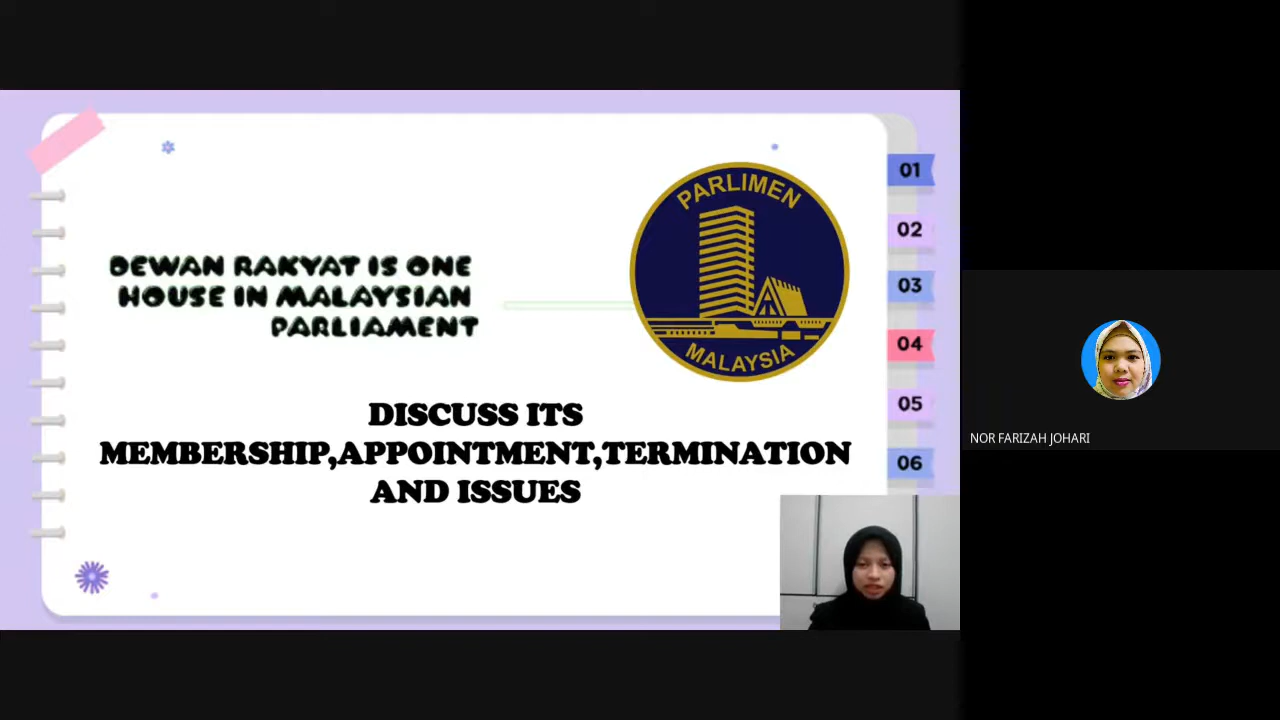 DEWAN RAKYAT IS ONE
HOUSE IN MALAYSIAN
PARLIAMENT
PARLIMEN
MALAYSIA
DISCUSS ITS
MEMBERSHIP,APPOINTMENT,TERMINATION
AND ISSUES
01
02
03
04
05
06
NOR FARIZAH JOHARI